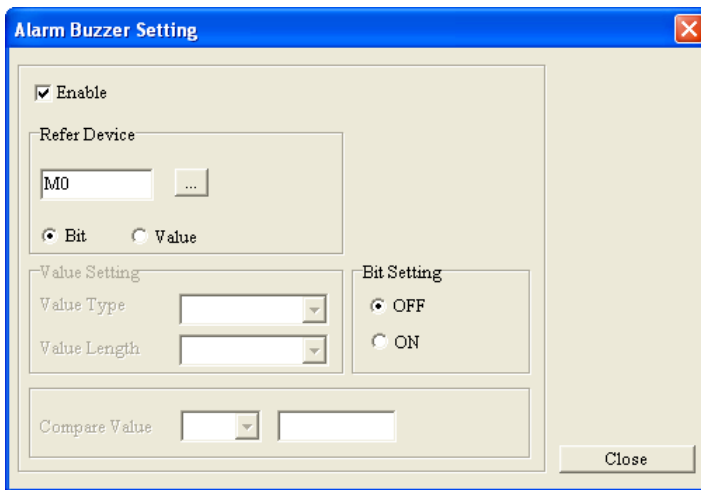 Alarm Buzzer Setting
Enable
Refer Device
M0
...
Bit
Value
Value Setting
Bit Setting
Value Type
OFF
Value Length
ON
Compare Value
Close